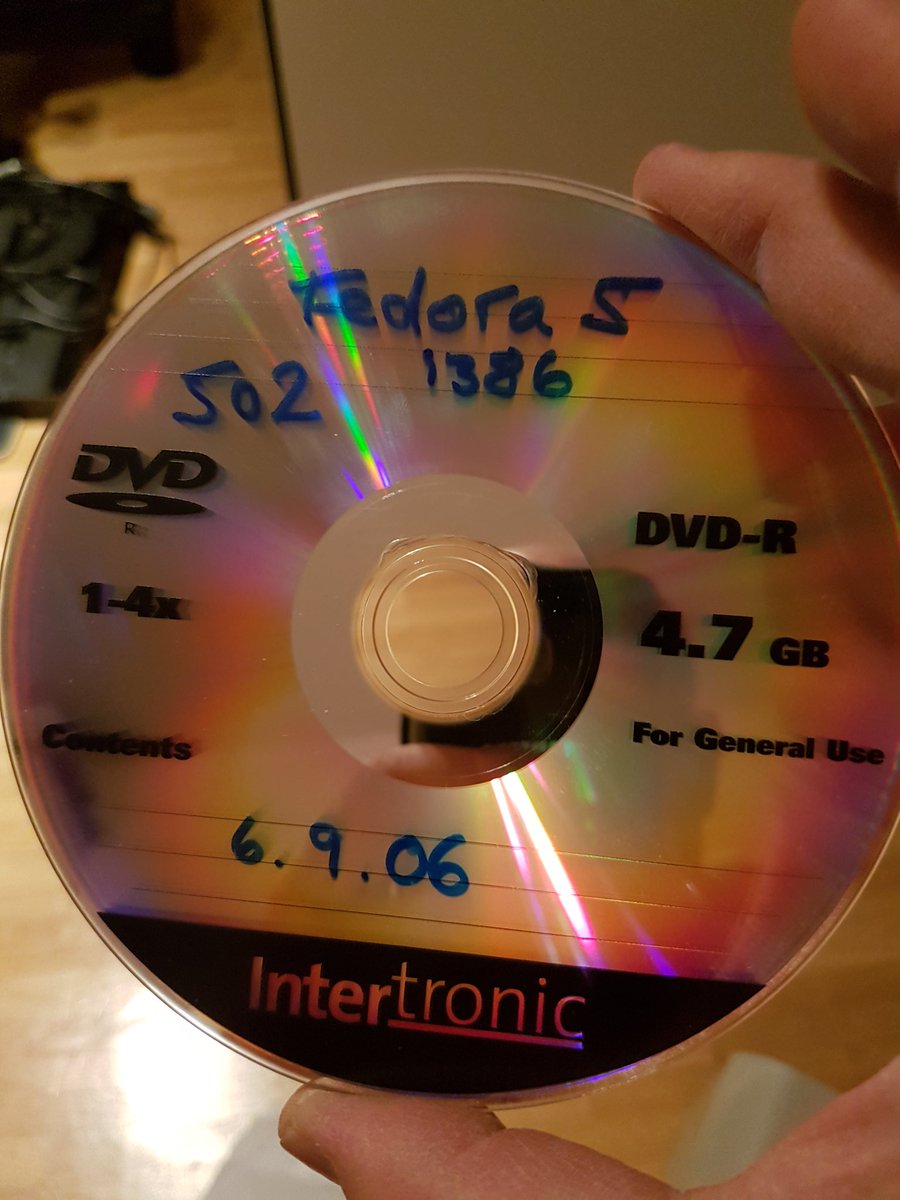 Fedora 5
1386
502
DVD
R
DVD-R
1-4x
4.7 GB
Contents
For General Use
6.9.06
Intertronic